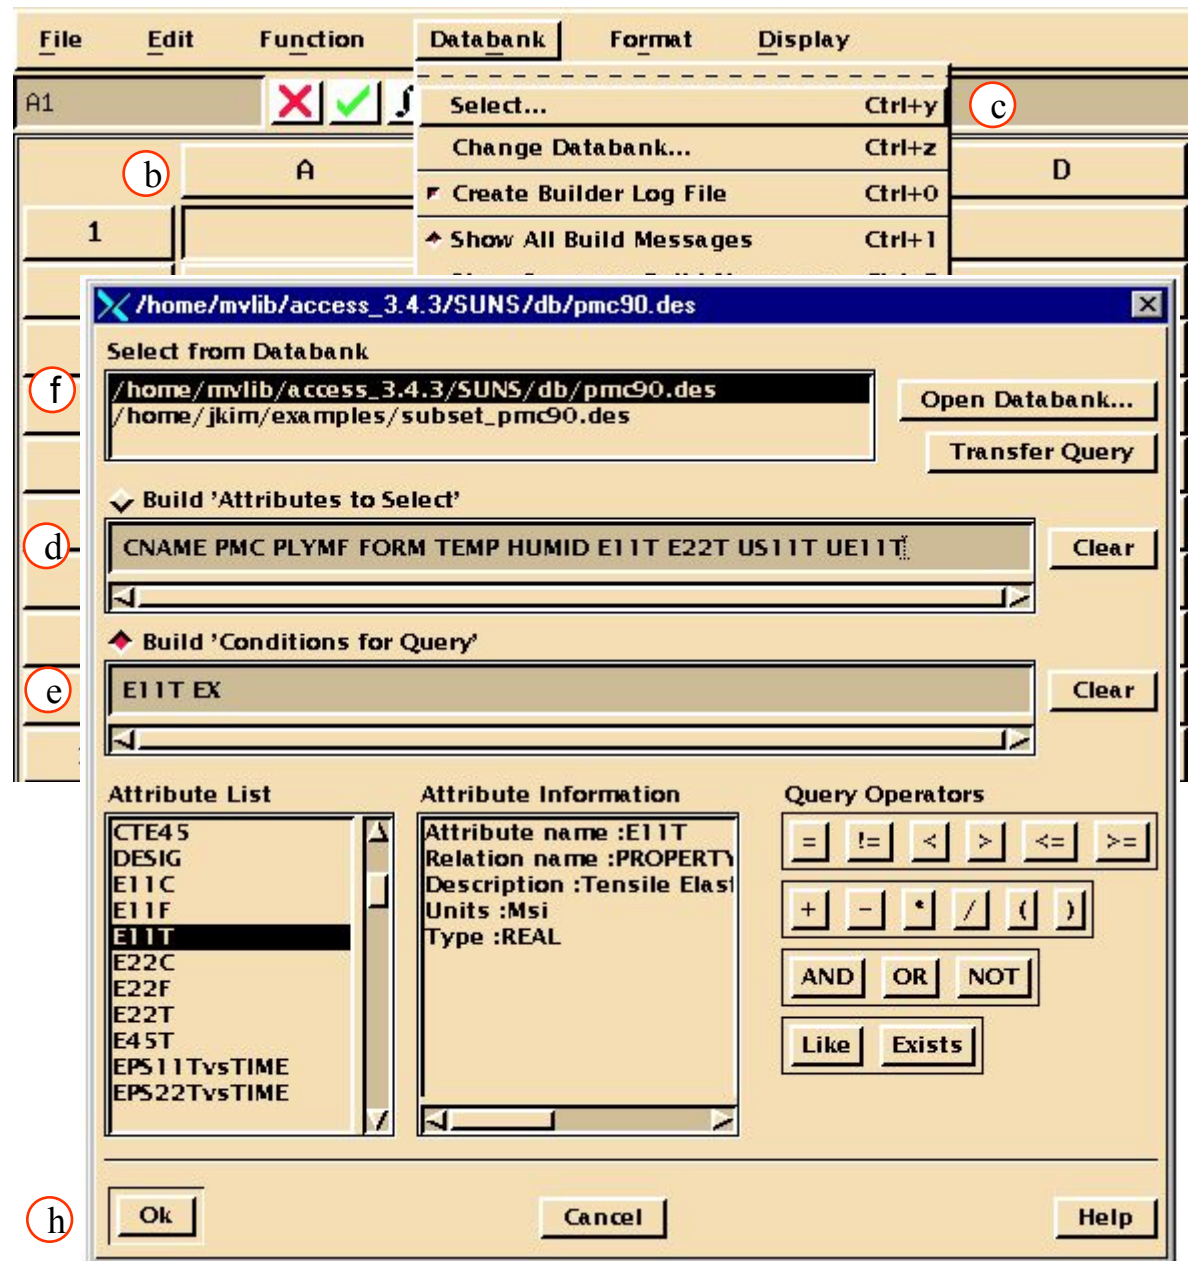 File Edit Function Databank Format Display
A1
Select... Ctrl+y c
b A Change Databank... Ctrl+z D
Create Builder Log File Ctrl+0
1 Show All Build Messages Ctrl+1
/home/mvlib/access_3.4.3/SUNS/db/pmc90.des
Select from Databank
f /home/mvlib/access_3.4.3/SUNS/db/pmc90.des
Open Databank...
/home/jkim/examples/subset_pmc90.des
Transfer Query
Build 'Attributes to Select'
d CNAME PMC PLYMF FORM TEMP HUMID E11T E22T US11T UE11T Clear
Build 'Conditions for Query'
e E11T EX Clear
Attribute List
CTE45
DESIG
E11C
E11F
E11T
E22C
E22F
E22T
E45T
EPS11TvsTIME
EPS22TvsTIME
Attribute Information
Attribute name :E11T
Relation name :PROPERTY
Description :Tensile Elast
Units :Msi
Type :REAL
Query Operators
= != < > <= >=
+ - * / ( )
AND OR NOT
Like Exists
h Ok Cancel Help